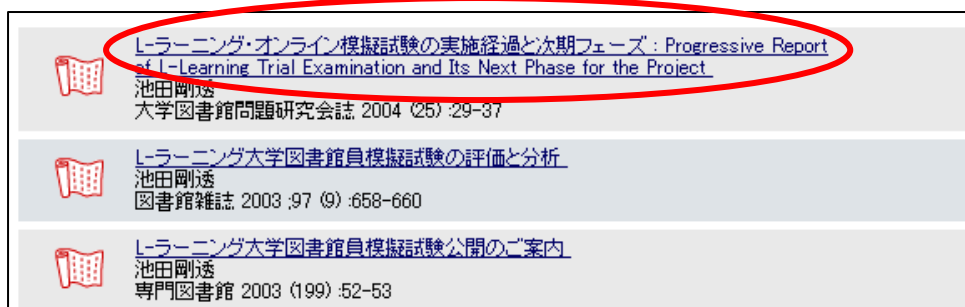 L-ラーニング・オンライン模擬試験の実施経過と次期フェーズ : Progressive Report
of L-Learning Trial Examination and Its Next Phase for the Project
池田剛透
大学図書館問題研究会誌 2004 (25) :29-37
L-ラーニング大学図書館員模擬試験の評価と分析
池田剛透
図書館雑誌 2003 ;97 (9) :658-660
L-ラーニング大学図書館員模擬試験公開のご案内
池田剛透
専門図書館 2003 (199) :52-53